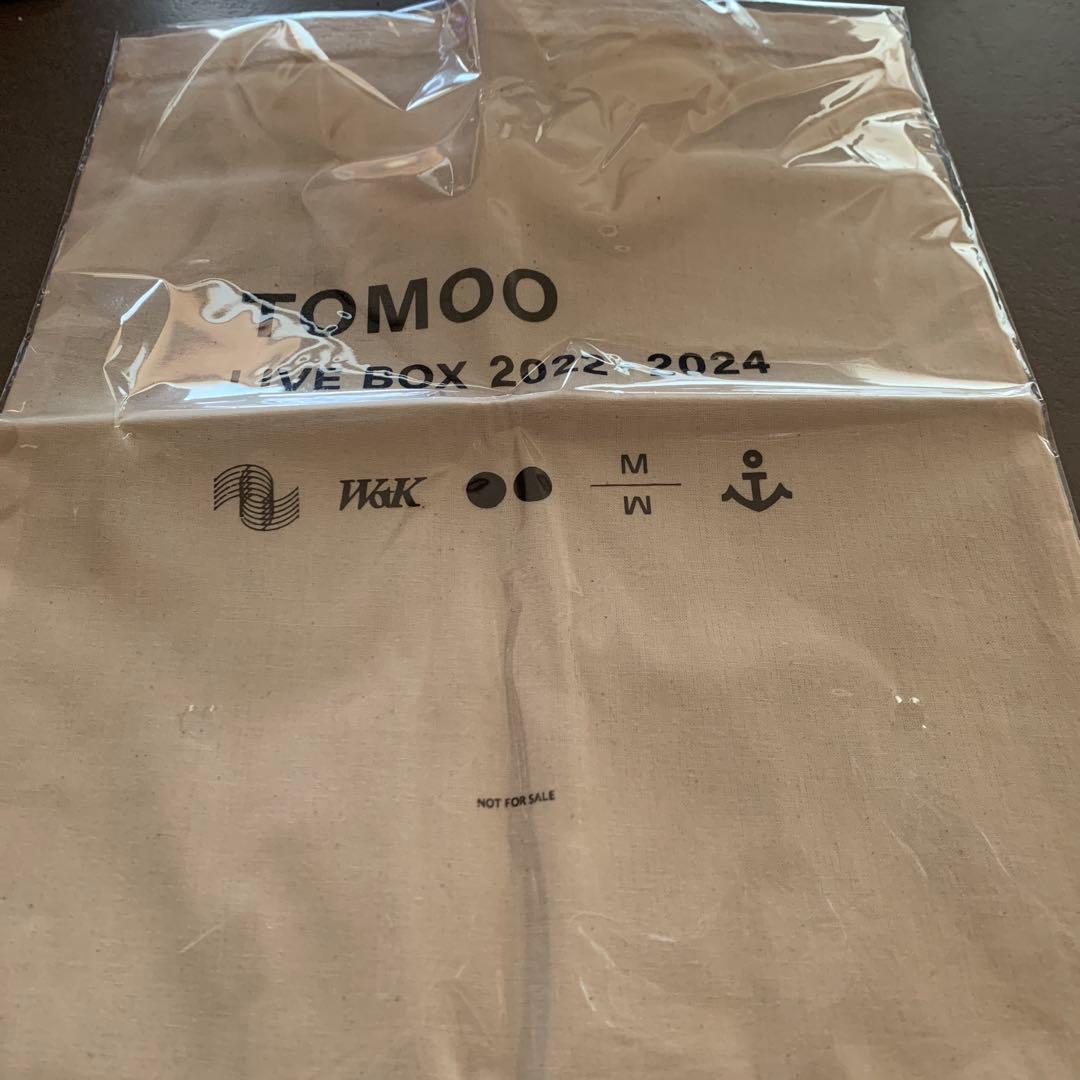 TOMOO
LIVE BOX 2022-2024
W&K
M
M
NOT FOR SALE